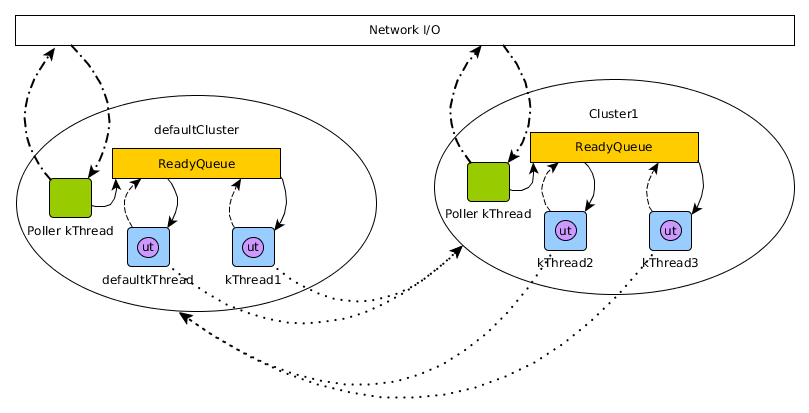 Network I/O
defaultCluster
Cluster1
ReadyQueue
ReadyQueue
Poller kThread
Poller kThread
ut
ut
ut
ut
defaultkThread
kThread1
kThread2
kThread3